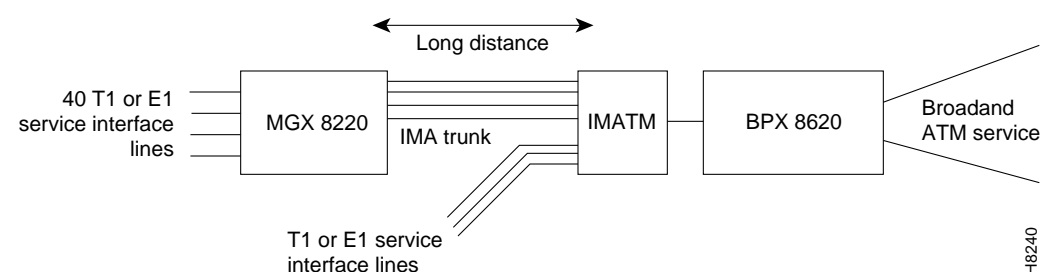 Long distance
40 T1 or E1
service interface
lines
MGX 8220
IMA trunk
IMATM
BPX 8620
Broadand
ATM service
T1 or E1 service
interface lines
H8240